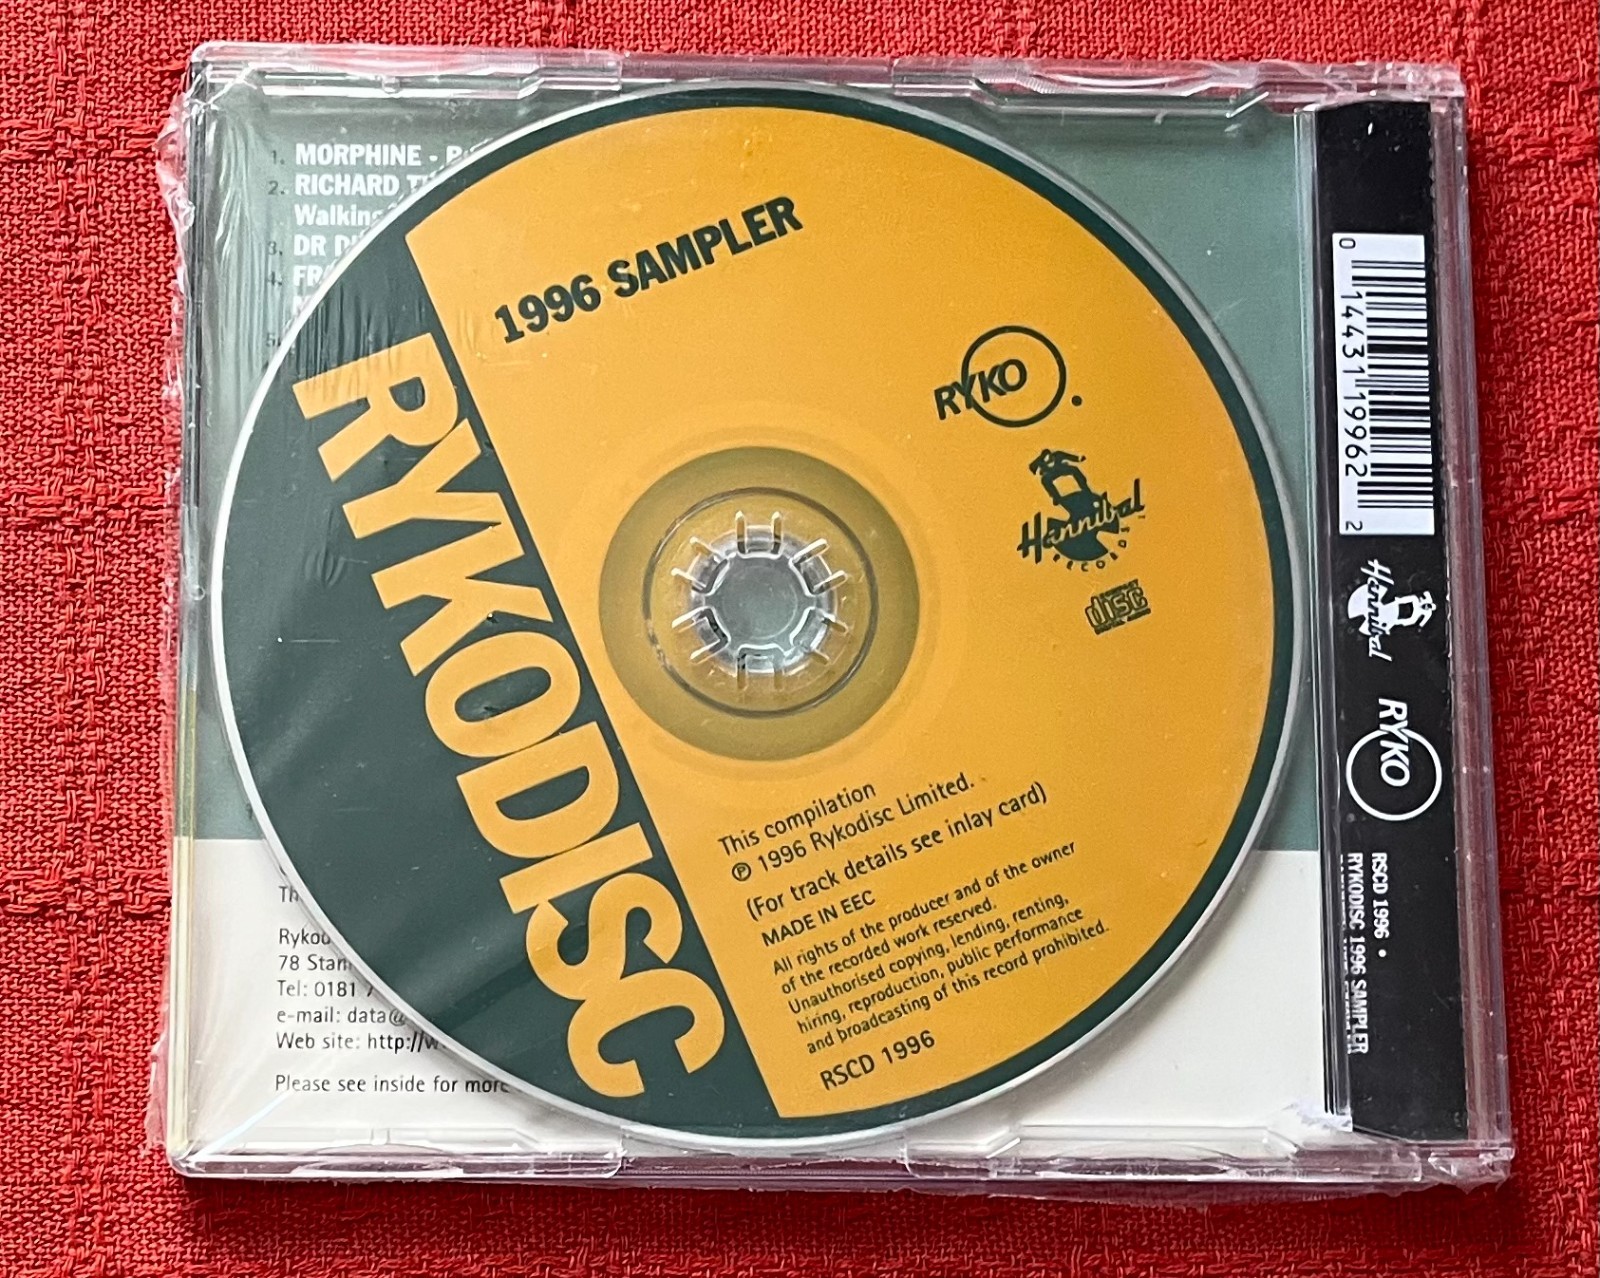 1. MORPHINE -
2. RICHARD
Walking
3. DR
4.
1996 SAMPLER
RYKO
Hannibal
RECORDS
disc
RYKODISC
This compilation
℗ 1996 Rykodisc Limited.
(For track details see inlay card)
MADE IN EEC
All rights of the producer and of the owner
of the recorded work reserved.
Unauthorised copying, lending, renting,
hiring, reproduction, public performance
and broadcasting of this record prohibited.
RSCD 1996
78
Tel: 0181
e-mail: data@
Web site: http://
Please see inside for more
0 14431 19962 2
Hannibal
RYKO
RSCD 1996 •
RYKODISC 1996 SAMPLER